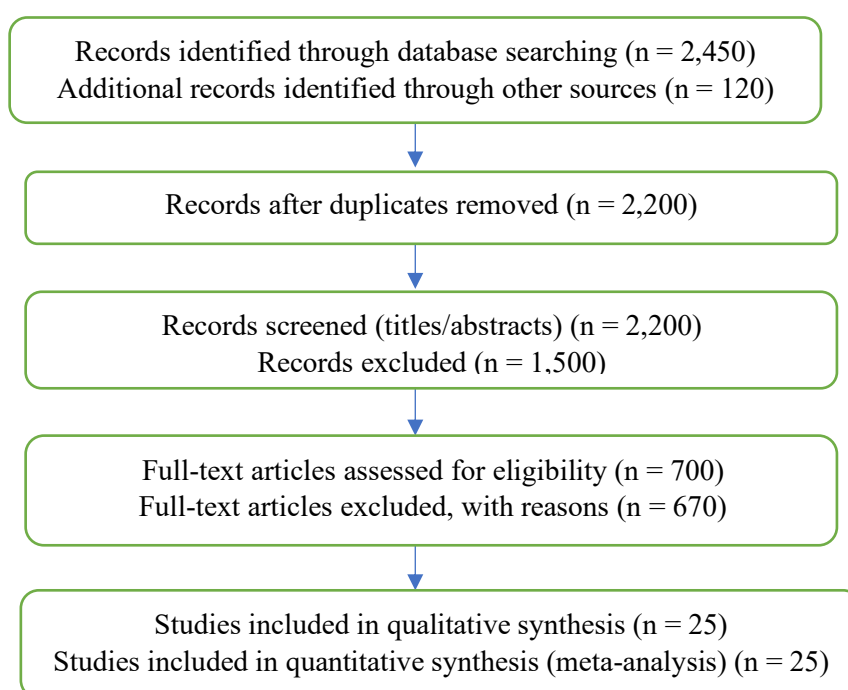 Records identified through database searching (n = 2,450)
Additional records identified through other sources (n = 120)
Records after duplicates removed (n = 2,200)
Records screened (titles/abstracts) (n = 2,200)
Records excluded (n = 1,500)
Full-text articles assessed for eligibility (n = 700)
Full-text articles excluded, with reasons (n = 670)
Studies included in qualitative synthesis (n = 25)
Studies included in quantitative synthesis (meta-analysis) (n = 25)